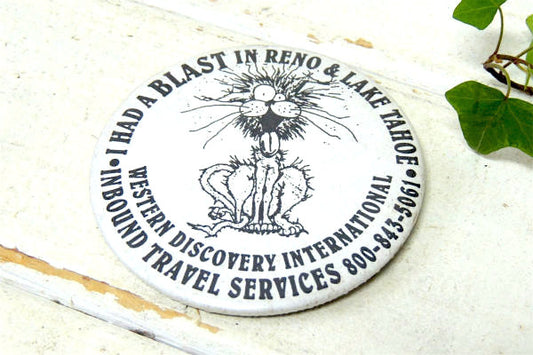 • I HAD A BLAST IN RENO & LAKE TAHOE •
WESTERN DISCOVERY INTERNATIONAL
INBOUND TRAVEL SERVICES 800-843-5061